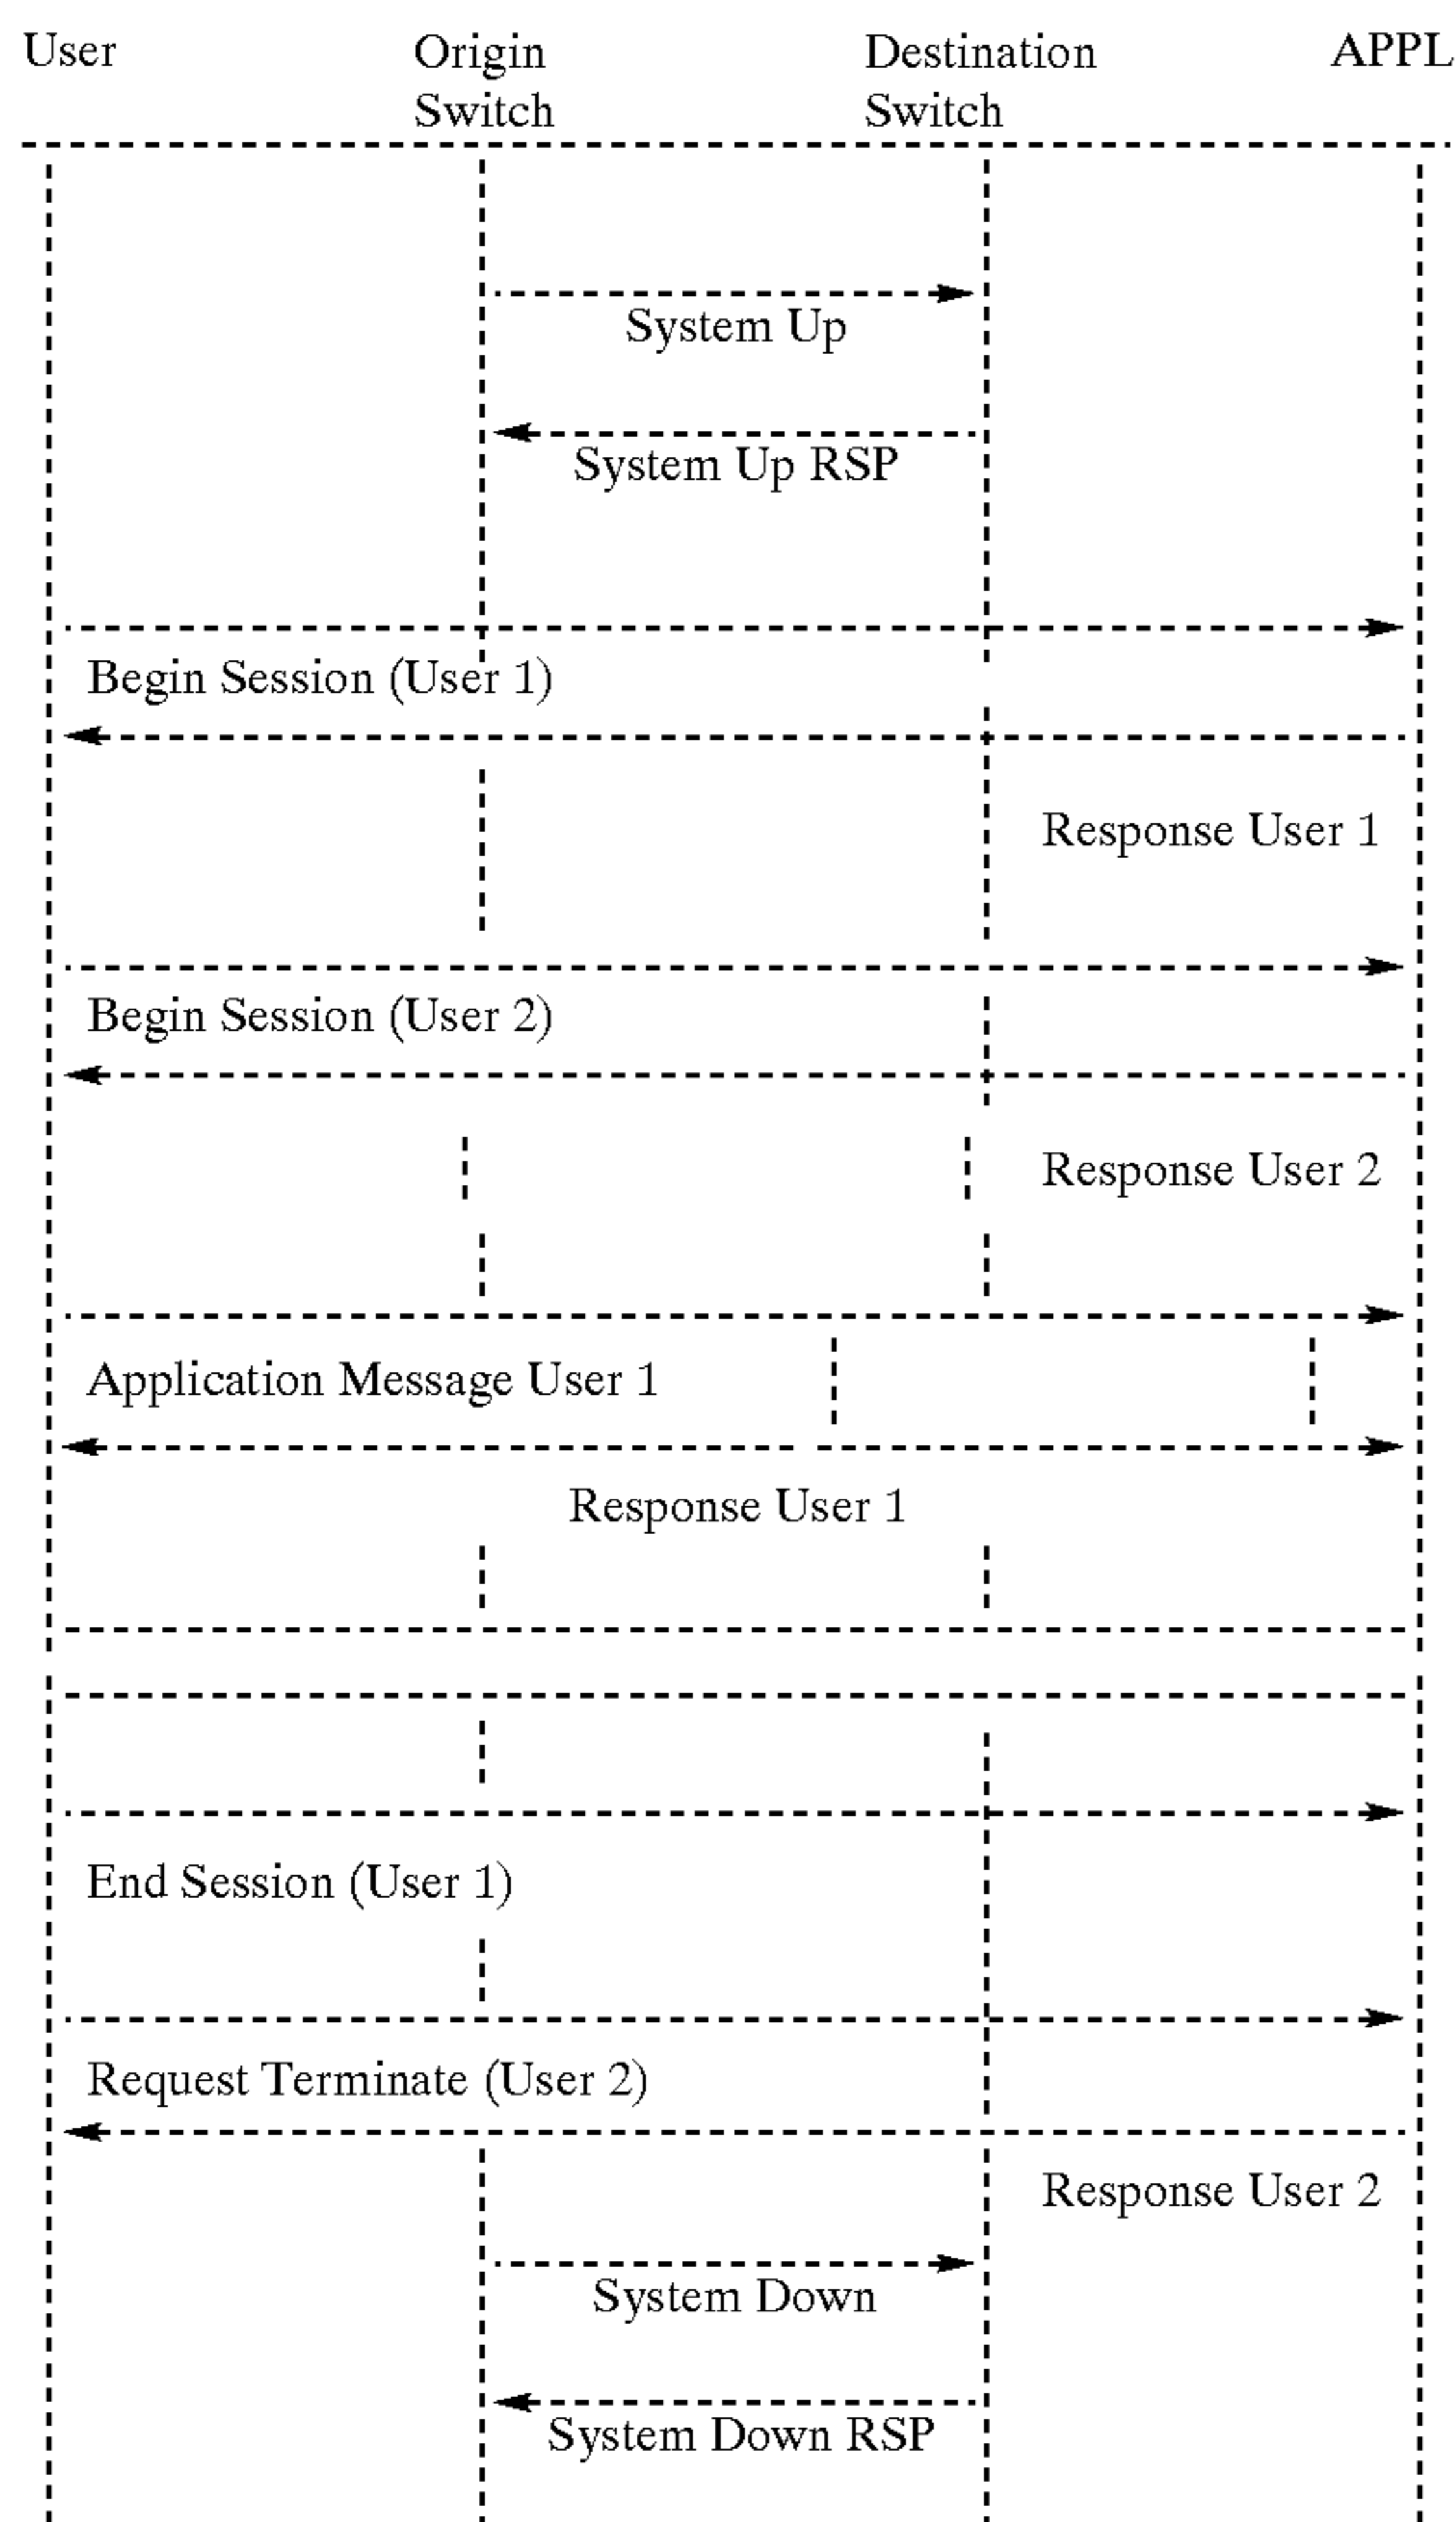 User
Origin
Switch
Destination
Switch
APPL
System Up
System Up RSP
Begin Session (User 1)
Response User 1
Begin Session (User 2)
Response User 2
Application Message User 1
Response User 1
End Session (User 1)
Request Terminate (User 2)
Response User 2
System Down
System Down RSP